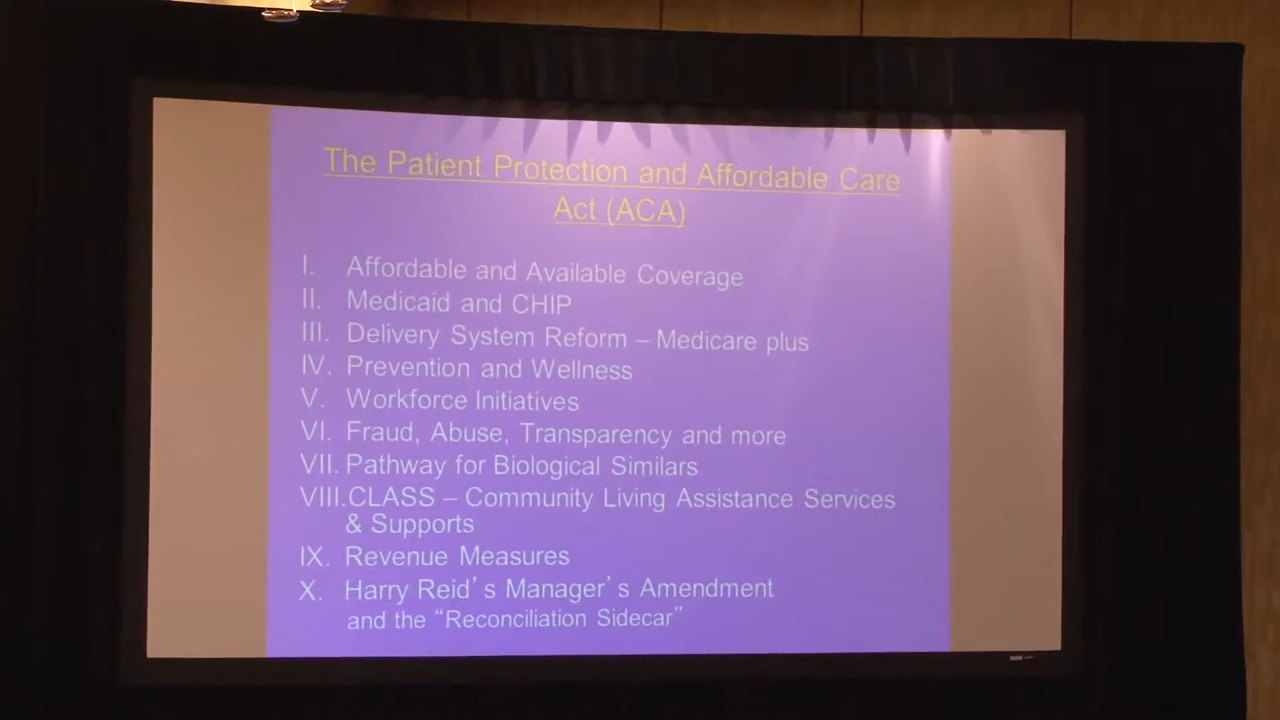 The Patient Protection and Affordable Care
Act (ACA)
I. Affordable and Available Coverage
II. Medicaid and CHIP
III. Delivery System Reform – Medicare plus
IV. Prevention and Wellness
V. Workforce Initiatives
VI. Fraud, Abuse, Transparency and more
VII. Pathway for Biological Similars
VIII.CLASS – Community Living Assistance Services
& Supports
IX. Revenue Measures
X. Harry Reid’s Manager’s Amendment
and the “Reconciliation Sidecar”